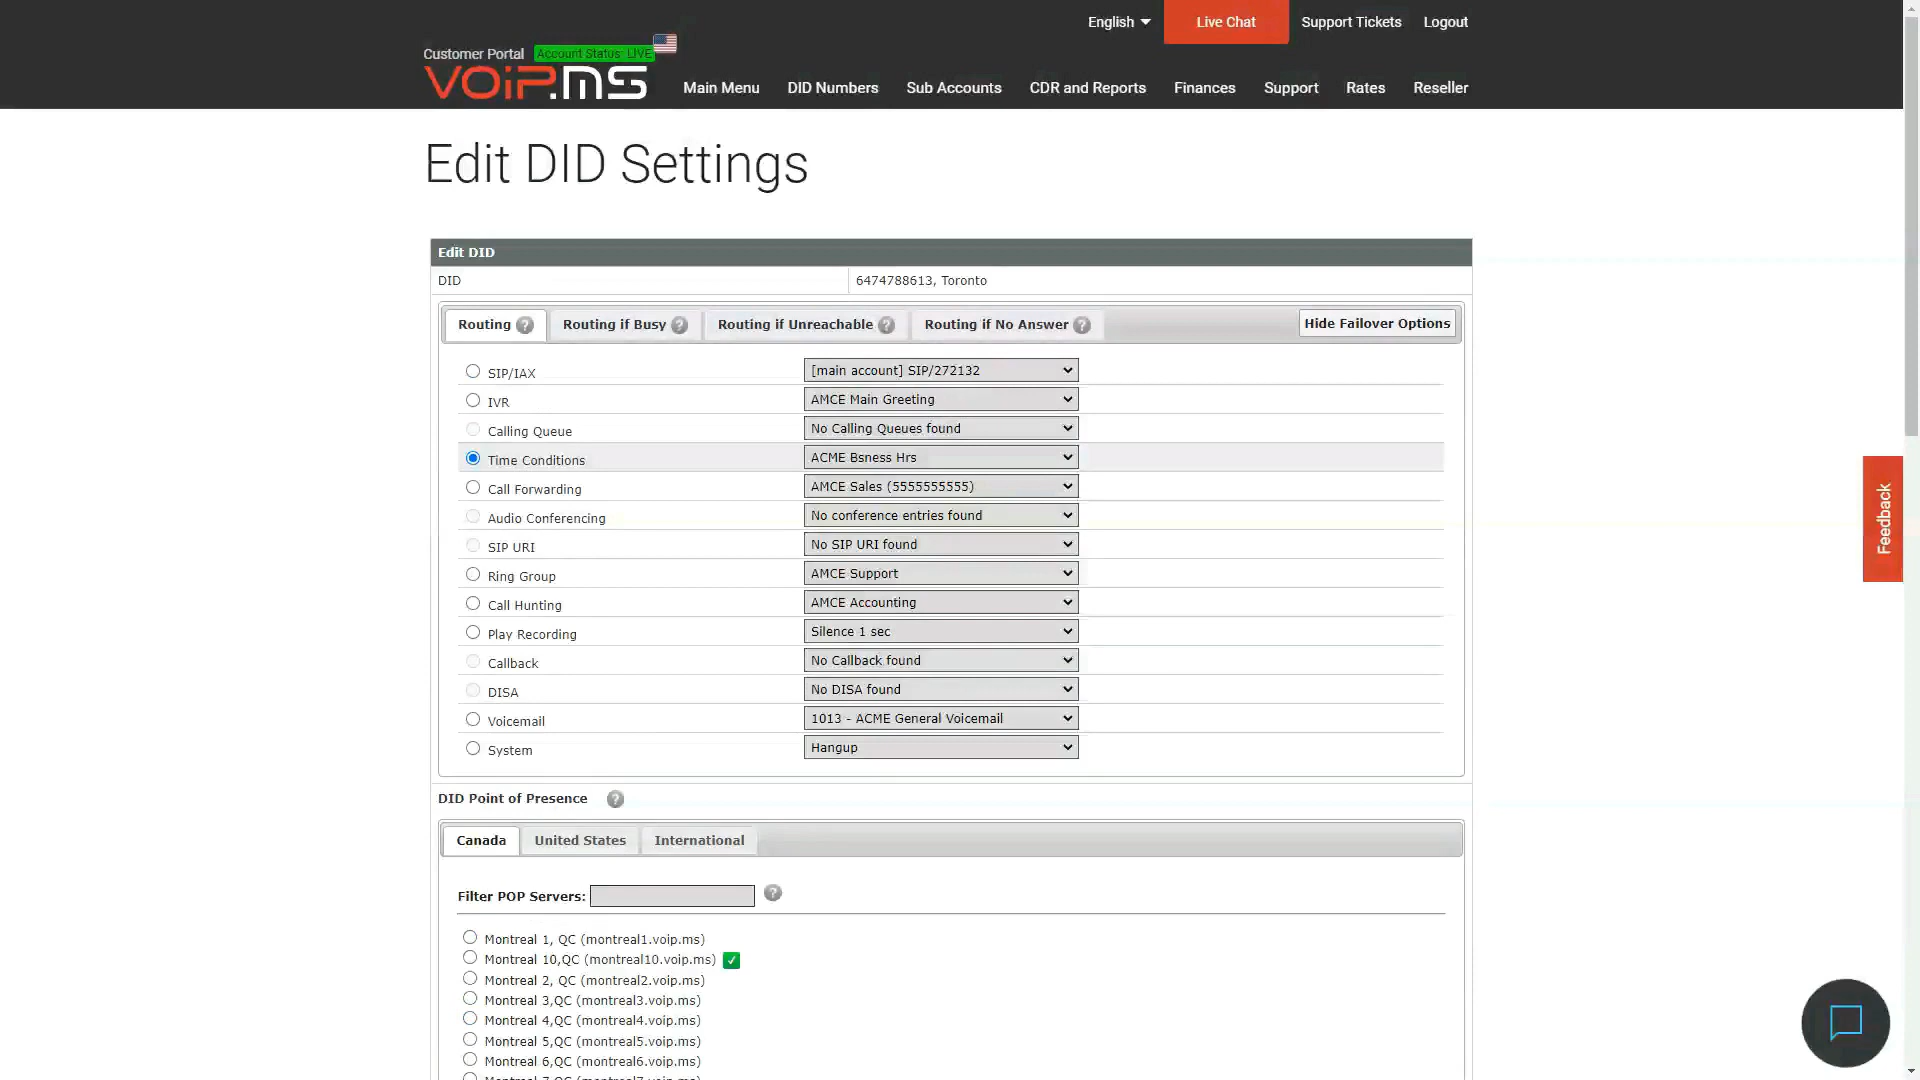 English
Live Chat
Support Tickets
Logout
Customer Portal
Account Status: LIVE
VOiP.MS
Main Menu
DID Numbers
Sub Accounts
CDR and Reports
Finances
Support
Rates
Reseller
Edit DID Settings
Edit DID
DID
6474788613, Toronto
Routing ?
Routing if Busy ?
Routing if Unreachable ?
Routing if No Answer ?
Hide Failover Options
SIP/IAX
[main account] SIP/272132
IVR
AMCE Main Greeting
Calling Queue
No Calling Queues found
Time Conditions
ACME Bsness Hrs
Call Forwarding
AMCE Sales (5555555555)
Audio Conferencing
No conference entries found
SIP URI
No SIP URI found
Ring Group
AMCE Support
Call Hunting
AMCE Accounting
Play Recording
Silence 1 sec
Callback
No Callback found
DISA
No DISA found
Voicemail
1013 - ACME General Voicemail
System
Hangup
Feedback
DID Point of Presence ?
Canada
United States
International
Filter POP Servers: ?
Montreal 1, QC (montreal1.voip.ms)
Montreal 10,QC (montreal10.voip.ms)
Montreal 2, QC (montreal2.voip.ms)
Montreal 3,QC (montreal3.voip.ms)
Montreal 4,QC (montreal4.voip.ms)
Montreal 5,QC (montreal5.voip.ms)
Montreal 6,QC (montreal6.voip.ms)